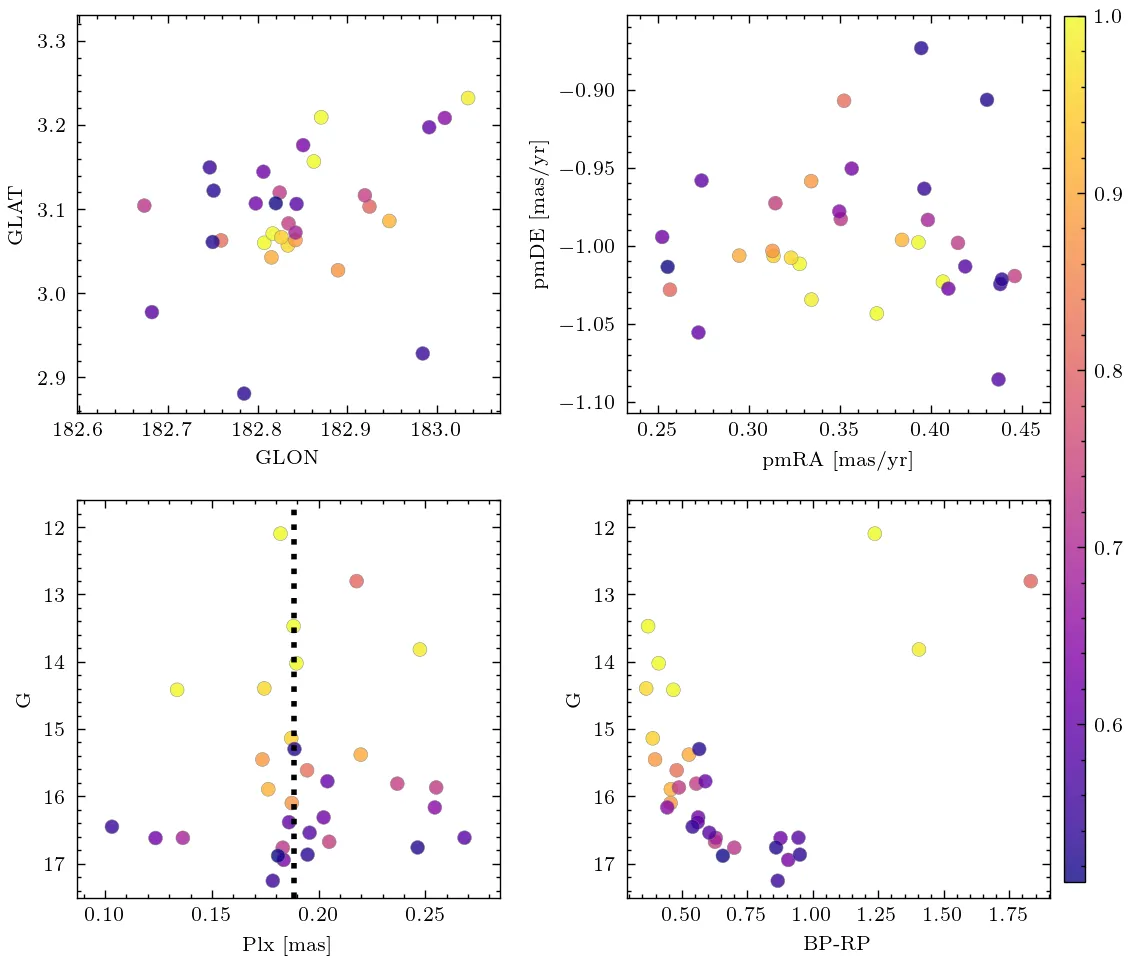 3.3
3.2
3.1
3.0
2.9
GLAT
182.6 182.7 182.8 182.9 183.0
GLON
−0.90
−0.95
−1.00
−1.05
−1.10
pmDE [mas/yr]
0.25 0.30 0.35 0.40 0.45
pmRA [mas/yr]
1.0
0.9
0.8
0.7
0.6
12
13
14
15
16
17
G
0.10 0.15 0.20 0.25
Plx [mas]
12
13
14
15
16
17
G
0.50 0.75 1.00 1.25 1.50 1.75
BP-RP